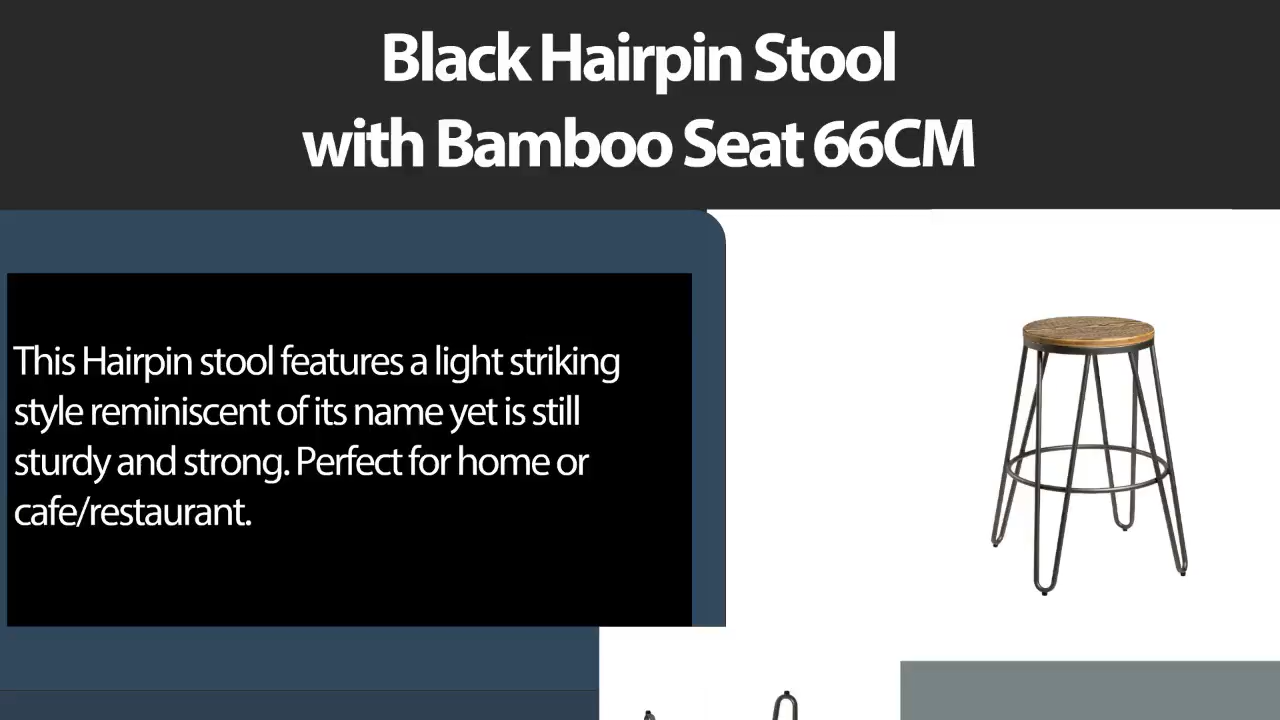 Black Hairpin Stool
with Bamboo Seat 66CM
This Hairpin stool features a light striking
style reminiscent of its name yet is still
sturdy and strong. Perfect for home or
cafe/restaurant.